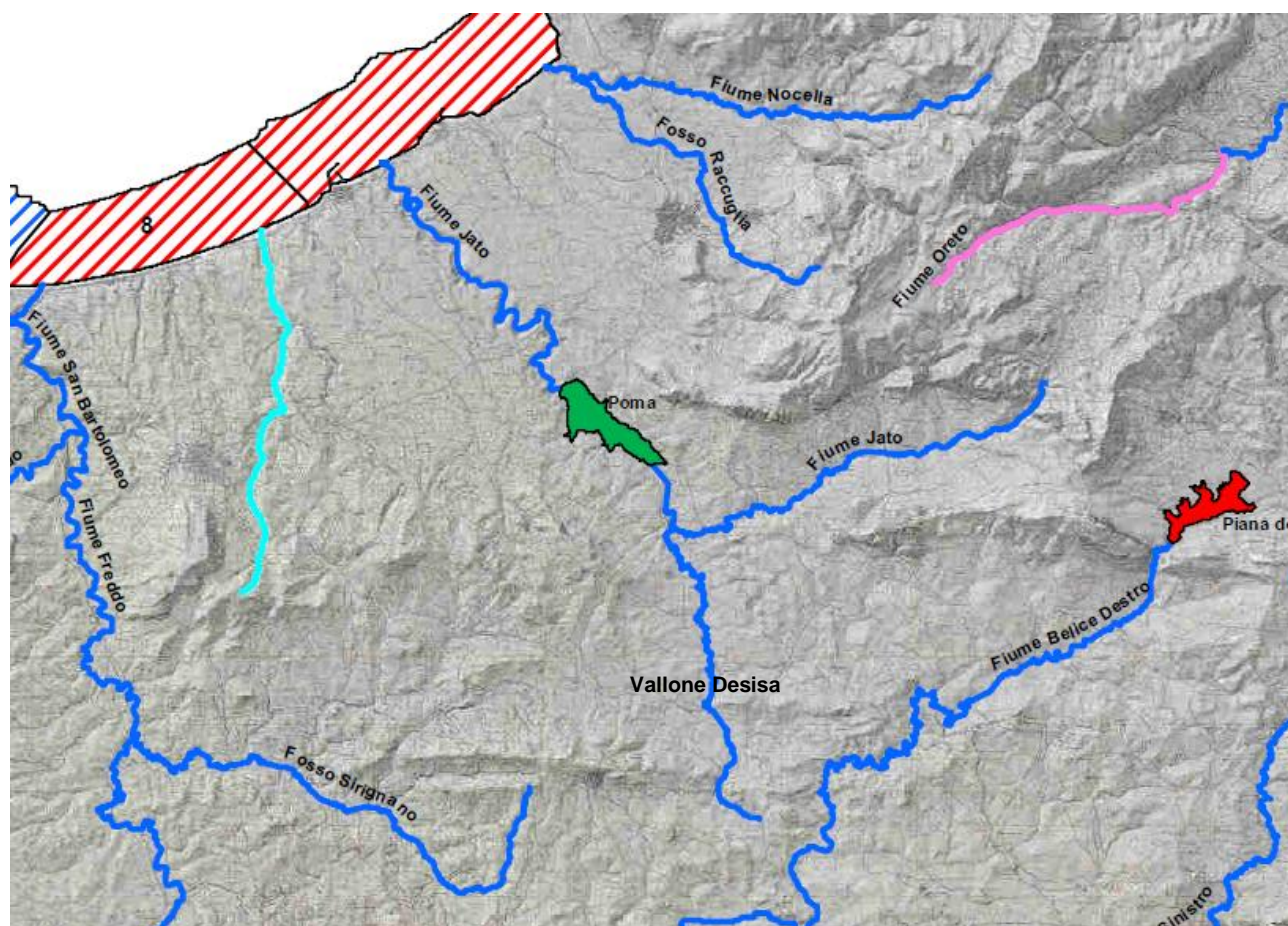 Fiume Nocella
Fosso Raccuglia
8
Fiume Jato
Fiume Oreto
Fiume San Bartolomeo
Poma
Fiume Jato
Fiume Freddo
Piana de
Fiume Belice Destro
Vallone Desisa
Fosso Sirignano
Sinistro